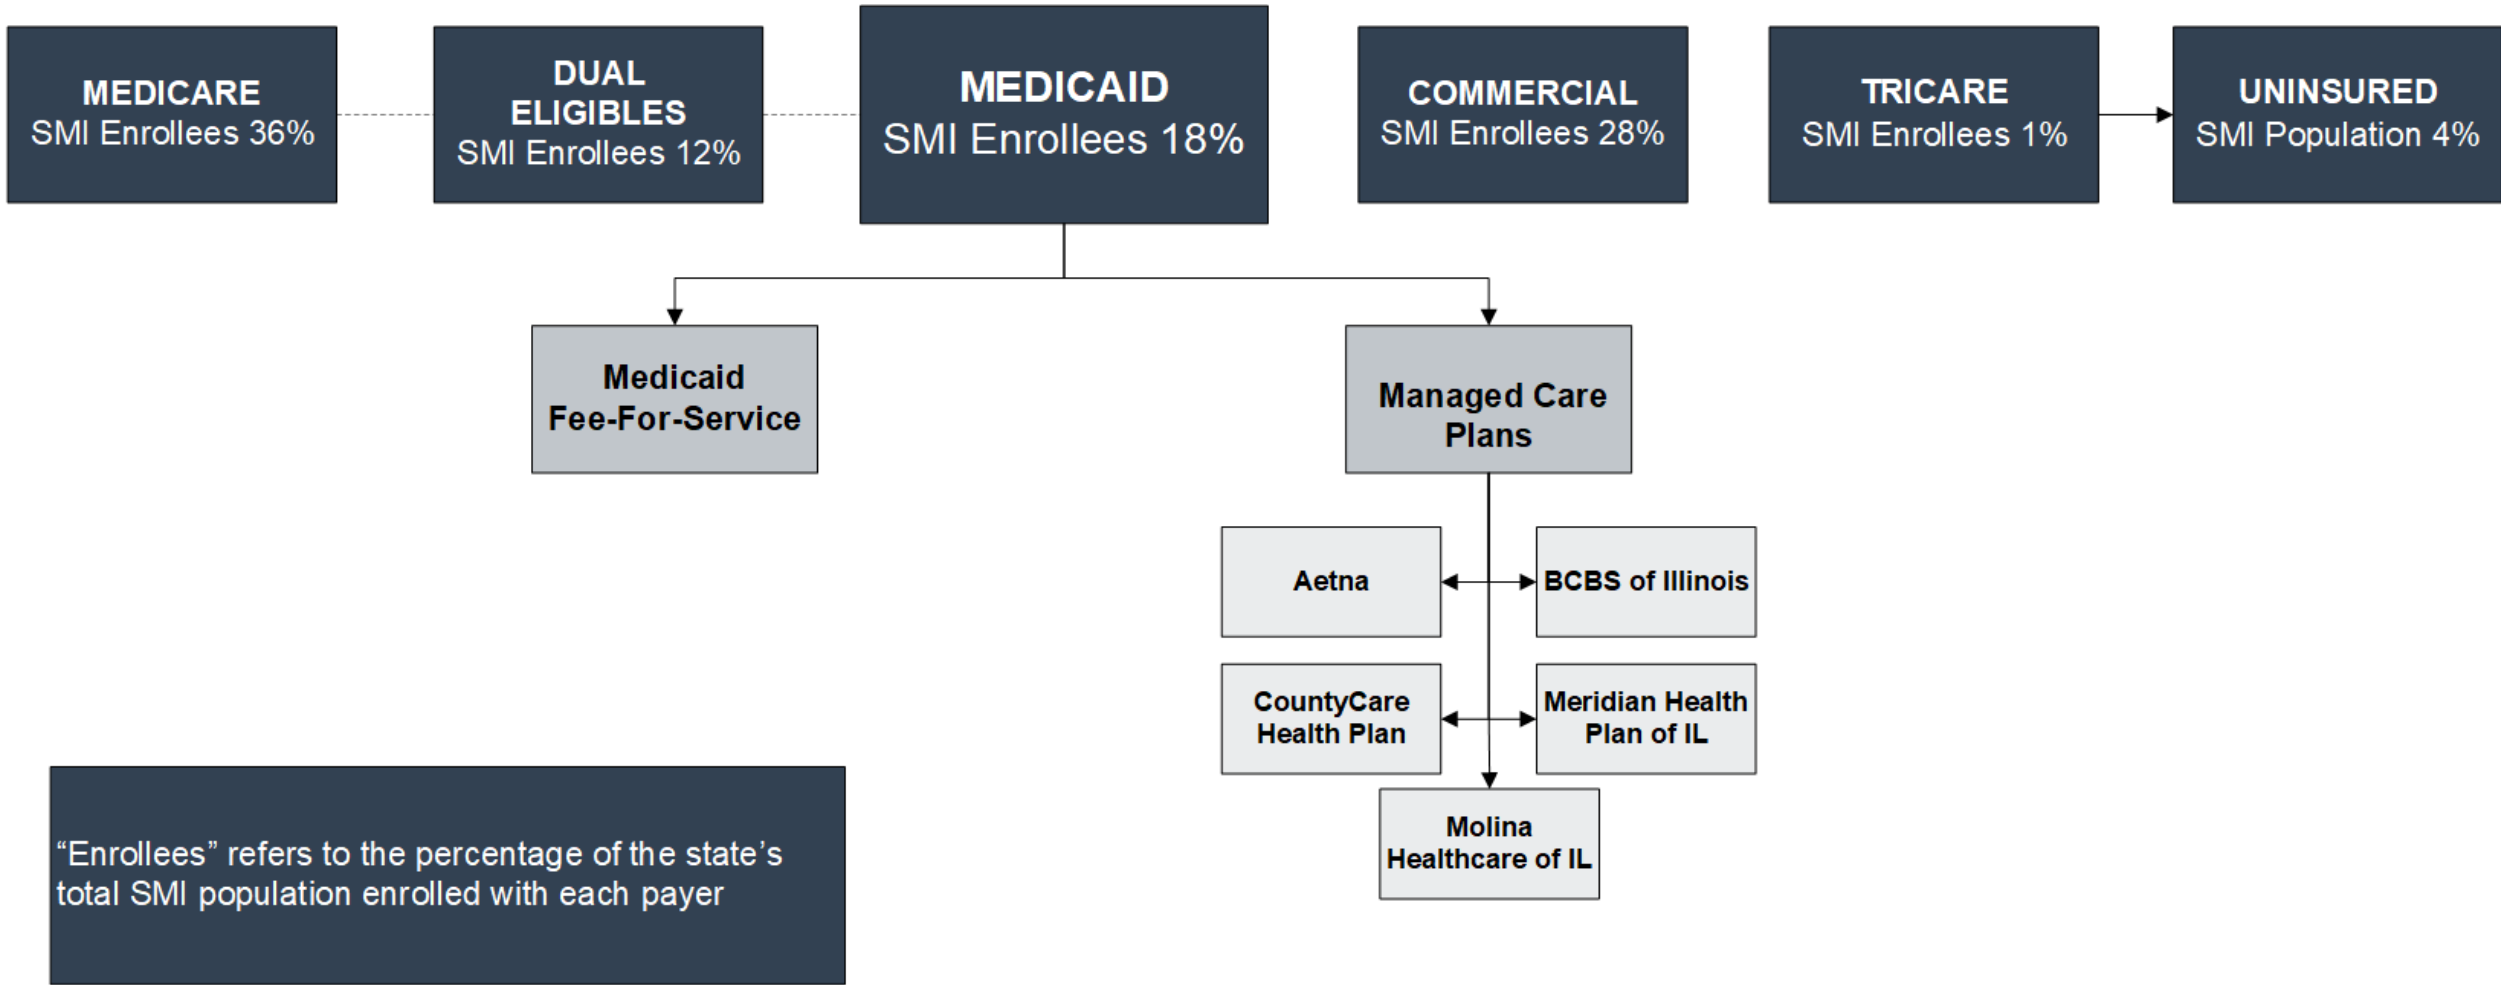 MEDICARE
SMI Enrollees 36%
DUAL
ELIGIBLES
SMI Enrollees 12%
MEDICAID
SMI Enrollees 18%
COMMERCIAL
SMI Enrollees 28%
TRICARE
SMI Enrollees 1%
UNINSURED
SMI Population 4%
Medicaid
Fee-For-Service
Managed Care
Plans
Aetna
BCBS of Illinois
CountyCare
Health Plan
Meridian Health
Plan of IL
Molina
Healthcare of IL
“Enrollees” refers to the percentage of the state’s
total SMI population enrolled with each payer